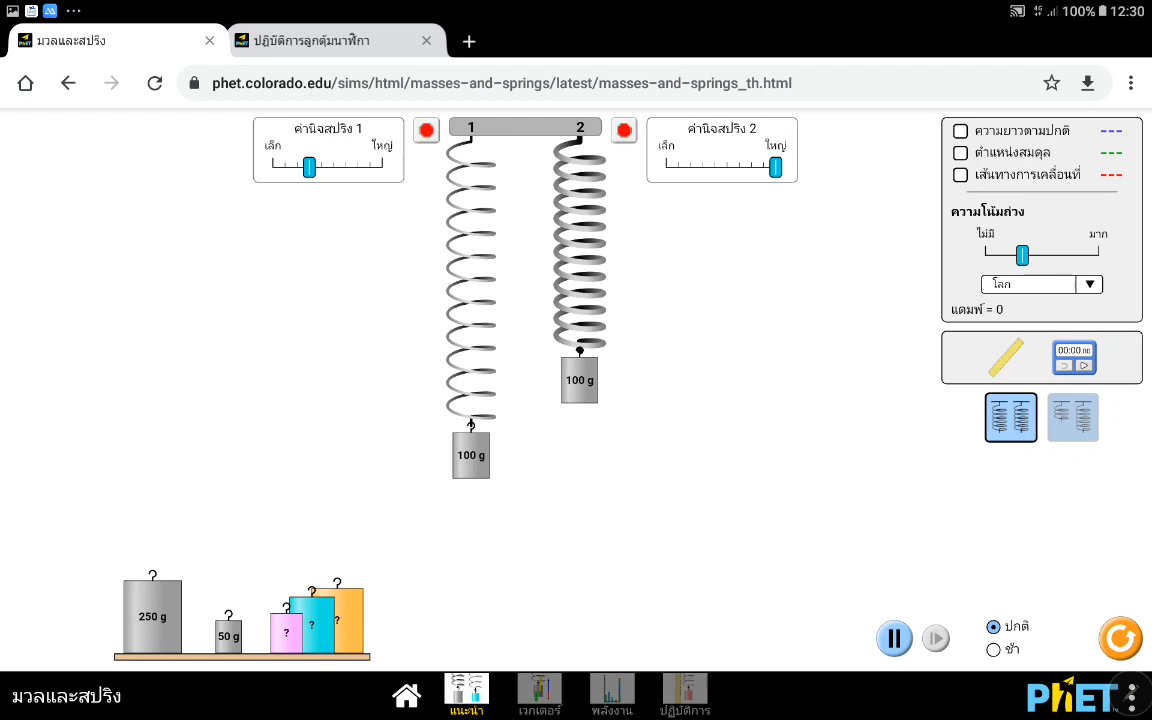 4G 100% 12:30
มวลและสปริง
ปฏิบัติการลูกตุ้มนาฬิกา
phet.colorado.edu/sims/html/masses-and-springs/latest/masses-and-springs_th.html
ค่านิจสปริง 1
เล็ก ใหญ่
1 2
ค่านิจสปริง 2
เล็ก ใหญ่
ความยาวตามปกติ
ตำแหน่งสมดุล
เส้นทางการเคลื่อนที่
ความโน้มถ่วง
ไม่มี มาก
โลก
แดมพ์ = 0
00:00.00
100 g
100 g
250 g
50 g
?
?
?
ปกติ
ช้า
มวลและสปริง
แนะนำ
เวกเตอร์
พลังงาน
ปฏิบัติการ
PhET